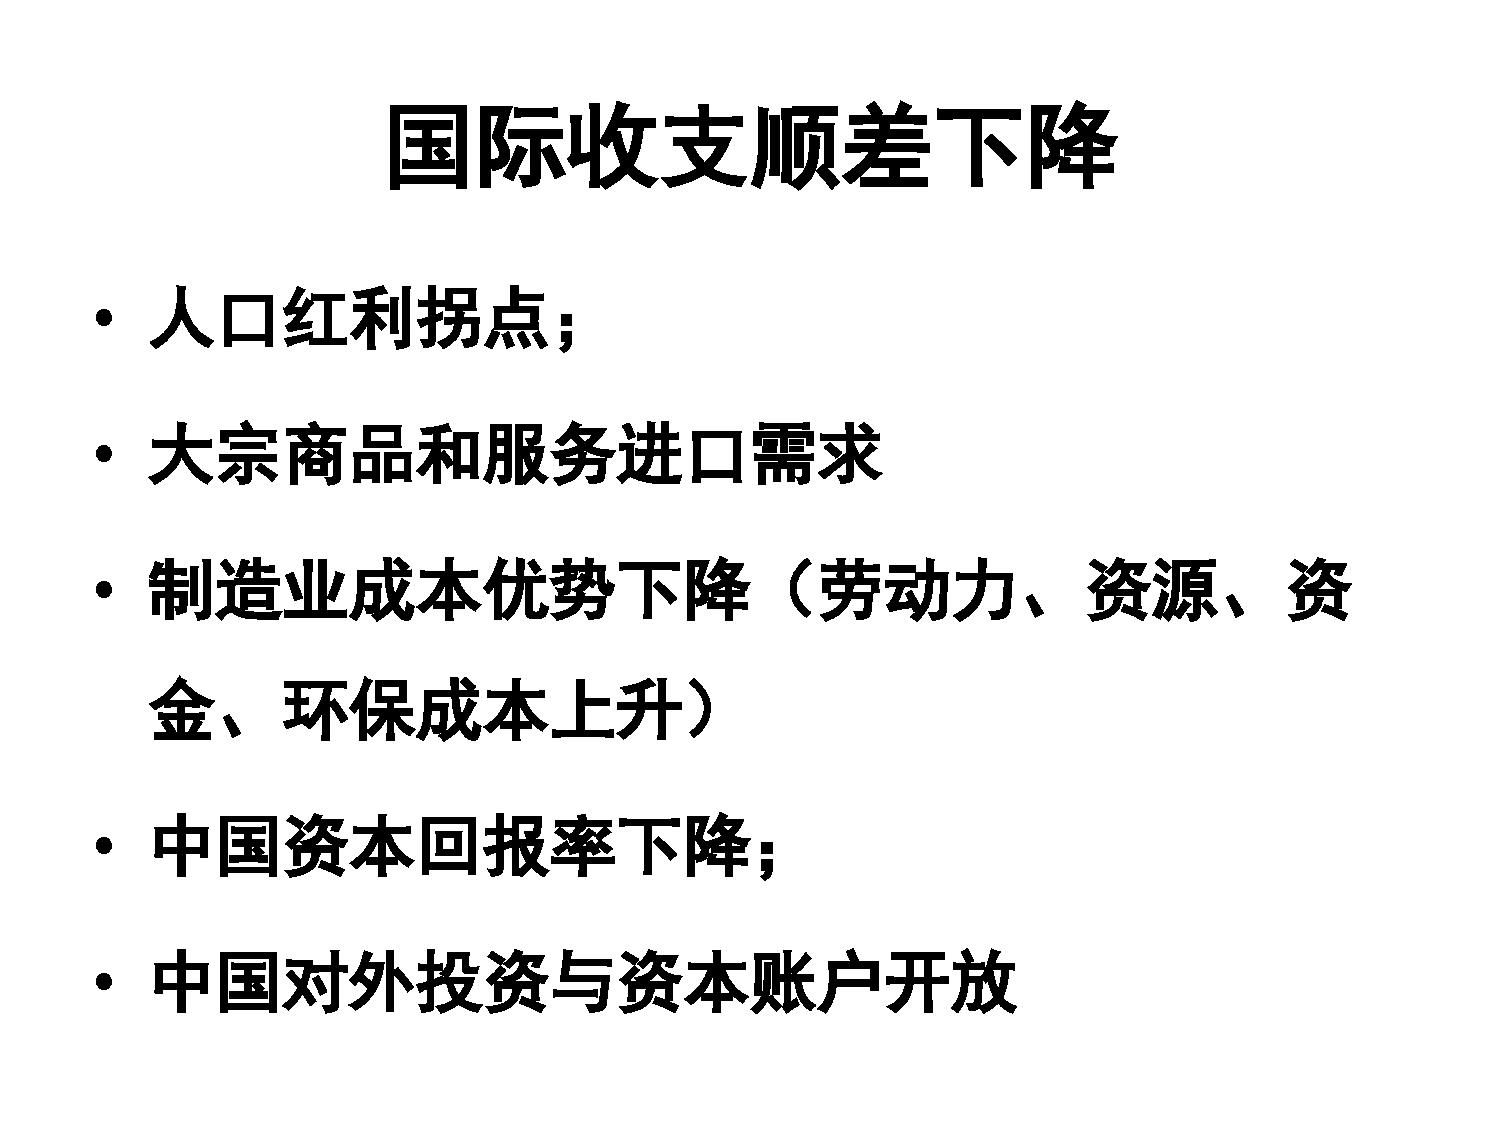 国际收支顺差下降
• 人口红利拐点；
• 大宗商品和服务进口需求
• 制造业成本优势下降（劳动力、资源、资
金、环保成本上升）
• 中国资本回报率下降；
• 中国对外投资与资本账户开放